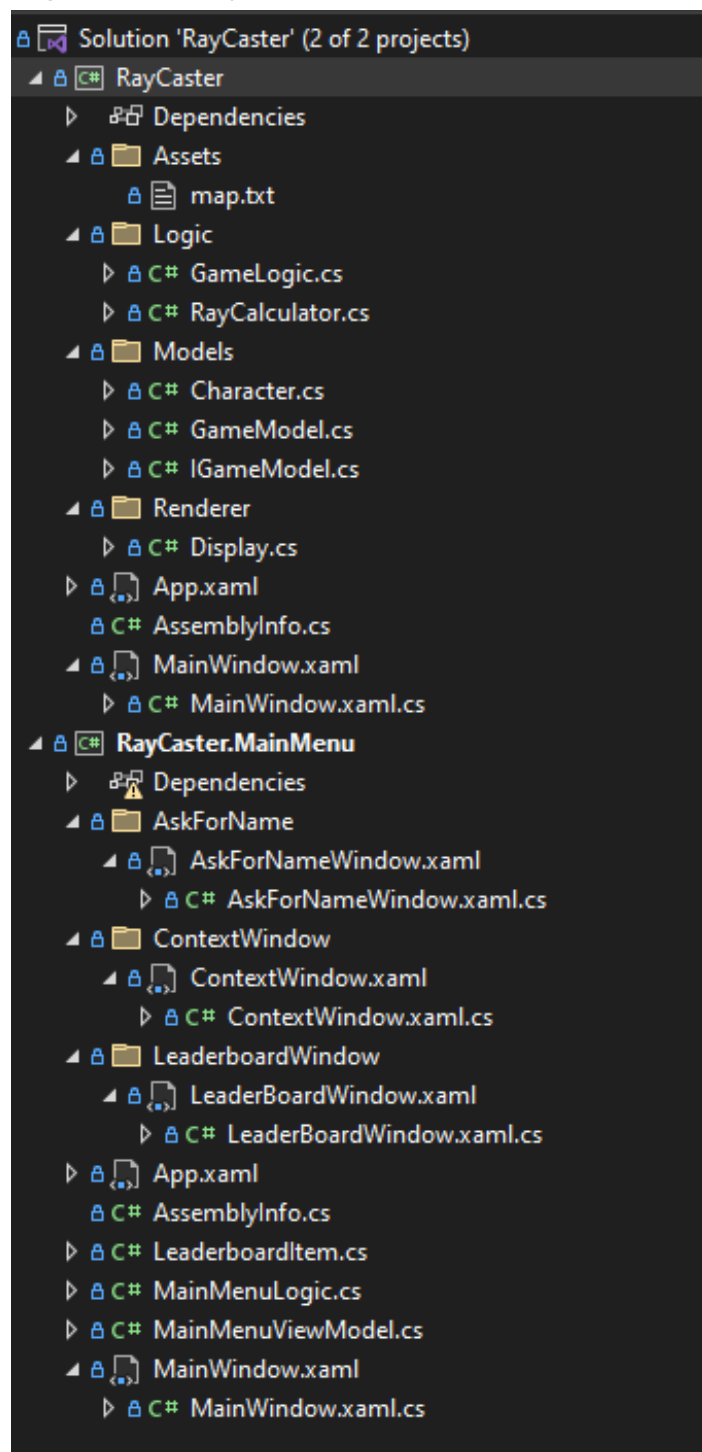 Solution 'RayCaster' (2 of 2 projects)
C# RayCaster
Dependencies
Assets
map.txt
Logic
C# GameLogic.cs
C# RayCalculator.cs
Models
C# Character.cs
C# GameModel.cs
C# IGameModel.cs
Renderer
C# Display.cs
App.xaml
C# AssemblyInfo.cs
MainWindow.xaml
C# MainWindow.xaml.cs
C# RayCaster.MainMenu
Dependencies
AskForName
AskForNameWindow.xaml
C# AskForNameWindow.xaml.cs
ContextWindow
ContextWindow.xaml
C# ContextWindow.xaml.cs
LeaderboardWindow
LeaderBoardWindow.xaml
C# LeaderBoardWindow.xaml.cs
App.xaml
C# AssemblyInfo.cs
C# LeaderboardItem.cs
C# MainMenuLogic.cs
C# MainMenuViewModel.cs
MainWindow.xaml
C# MainWindow.xaml.cs